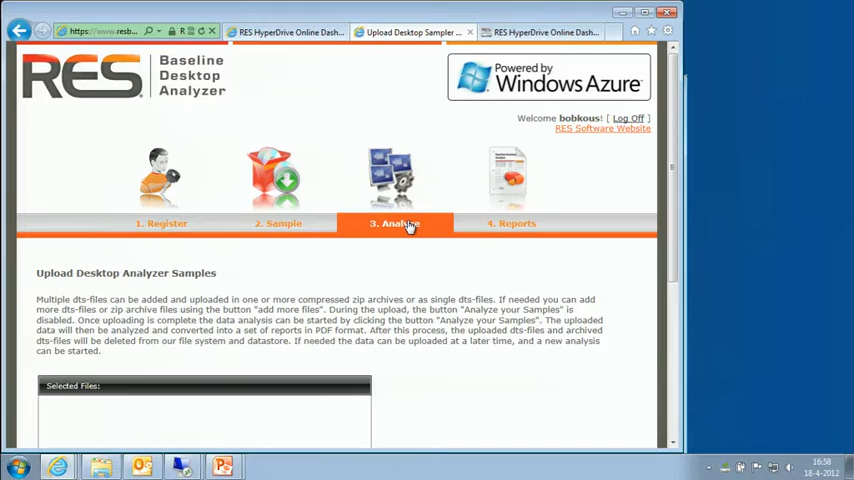 https://www.resb...
RES HyperDrive Online Dash...
Upload Desktop Sampler ...
RES HyperDrive Online Dash...
RES
Baseline
Desktop
Analyzer
Powered by
Windows Azure
Welcome bobkous! [ Log Off ]
RES Software Website
1. Register
2. Sample
3. Analyze
4. Reports
Upload Desktop Analyzer Samples
Multiple dts-files can be added and uploaded in one or more compressed zip archives or as single dts-files. If needed you can
add more dts-files or zip archive files using the button "add more files". During the upload, the button "Analyze your Samples" is
disabled. Once uploading is complete the data analysis can be started by clicking the button "Analyze your Samples". The uploaded
data will then be analyzed and converted into a set of reports in PDF format. After this process, the uploaded dts-files and archived
dts-files will be deleted from our file system and datastore. If needed the data can be uploaded at a later time, and a new analysis
can be started.
Selected Files:
16:58
18-4-2012